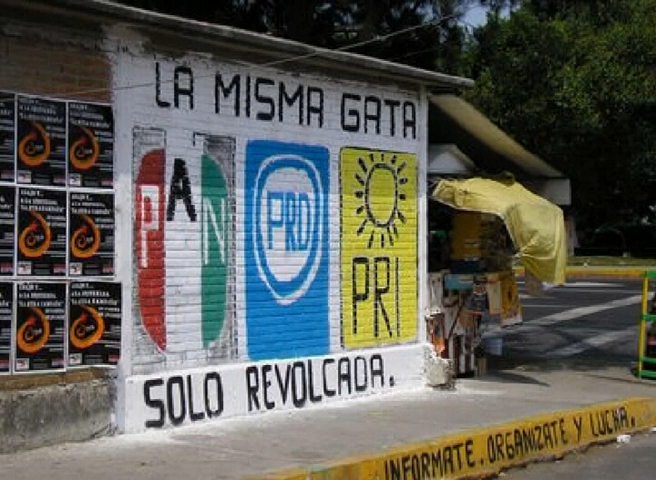 LA MISMA GATA
PAN
PRD
PRI
SOLO REVOLCADA.
INFORMATE. ORGANIZATE Y LUCHA.